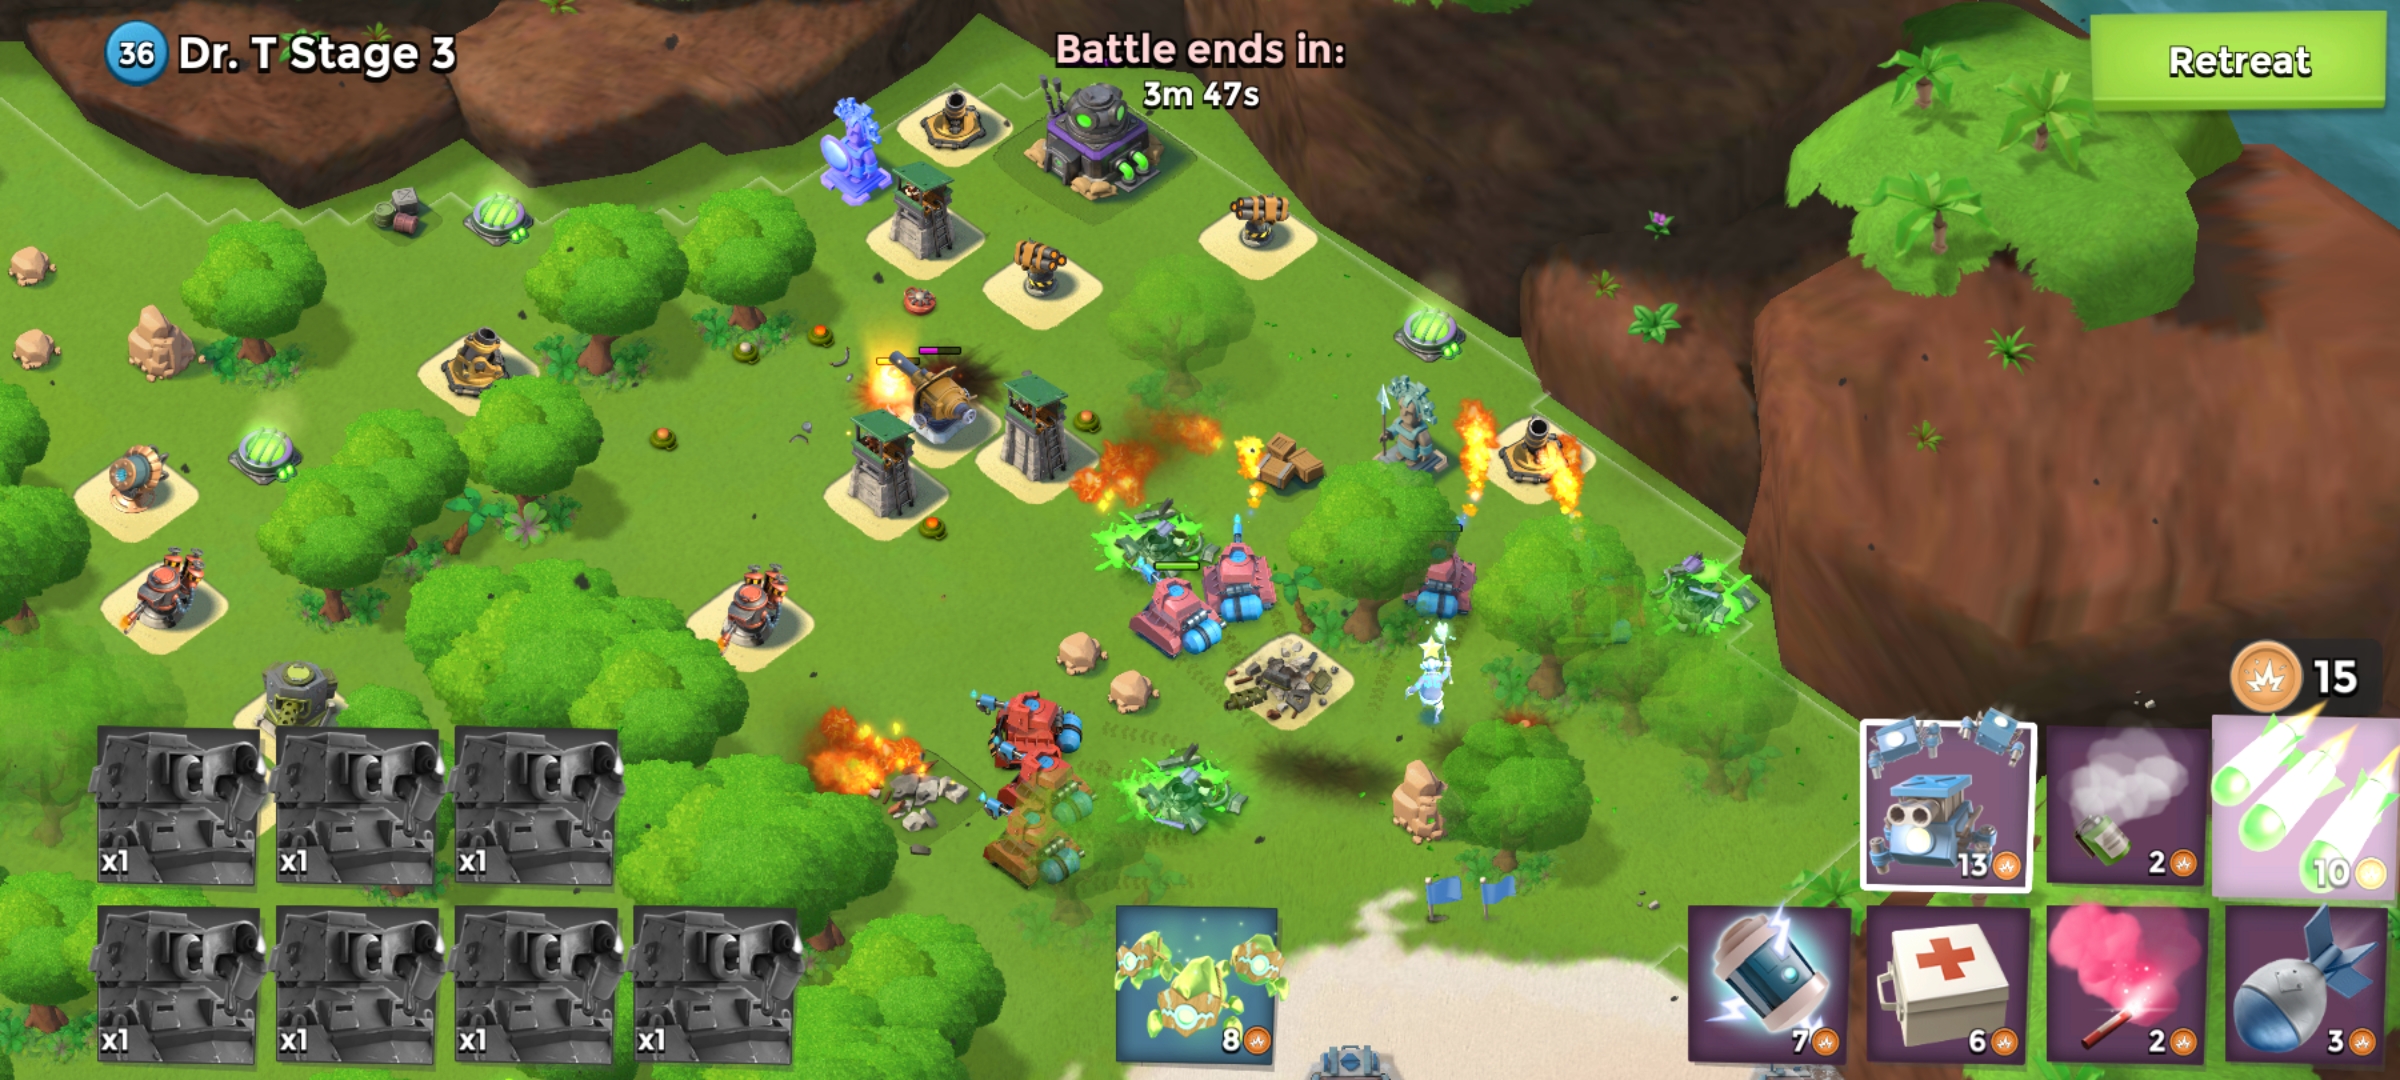 36 Dr. T Stage 3
Battle ends in:
3m 47s
Retreat
15
13
2
10
x1
x1
x1
x1
x1
x1
x1
8
7
6
2
3